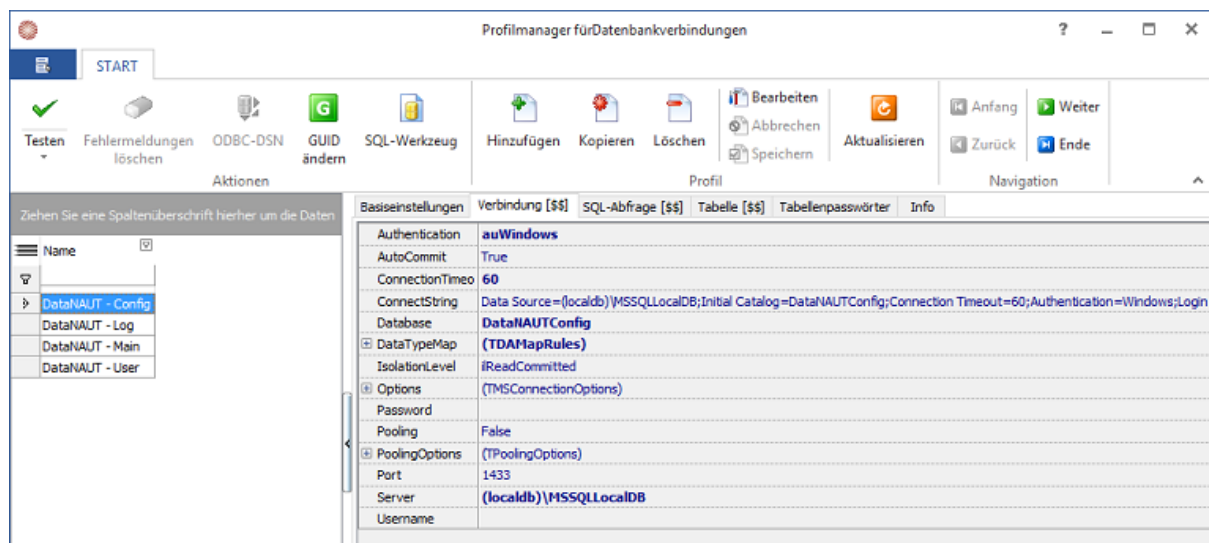 Profilmanager fürDatenbankverbindungen
START
Testen
Fehlermeldungen
löschen
ODBC-DSN
GUID
ändern
SQL-Werkzeug
Aktionen
Hinzufügen
Kopieren
Löschen
Bearbeiten
Abbrechen
Speichern
Aktualisieren
Profil
Anfang
Weiter
Zurück
Ende
Navigation
Ziehen Sie eine Spaltenüberschrift hierher um die Daten
Name
DataNAUT - Config
DataNAUT - Log
DataNAUT - Main
DataNAUT - User
Basiseinstellungen
Verbindung [$$]
SQL-Abfrage [$$]
Tabelle [$$]
Tabellenpasswörter
Info
Authentication auWindows
AutoCommit True
ConnectionTimeo 60
ConnectString Data Source=(localdb)\MSSQLLocalDB;Initial Catalog=DataNAUTConfig;Connection Timeout=60;Authentication=Windows;Login
Database DataNAUTConfig
DataTypeMap (TDAMapRules)
IsolationLevel ilReadCommitted
Options (TMSConnectionOptions)
Password
Pooling False
PoolingOptions (TPoolingOptions)
Port 1433
Server (localdb)\MSSQLLocalDB
Username